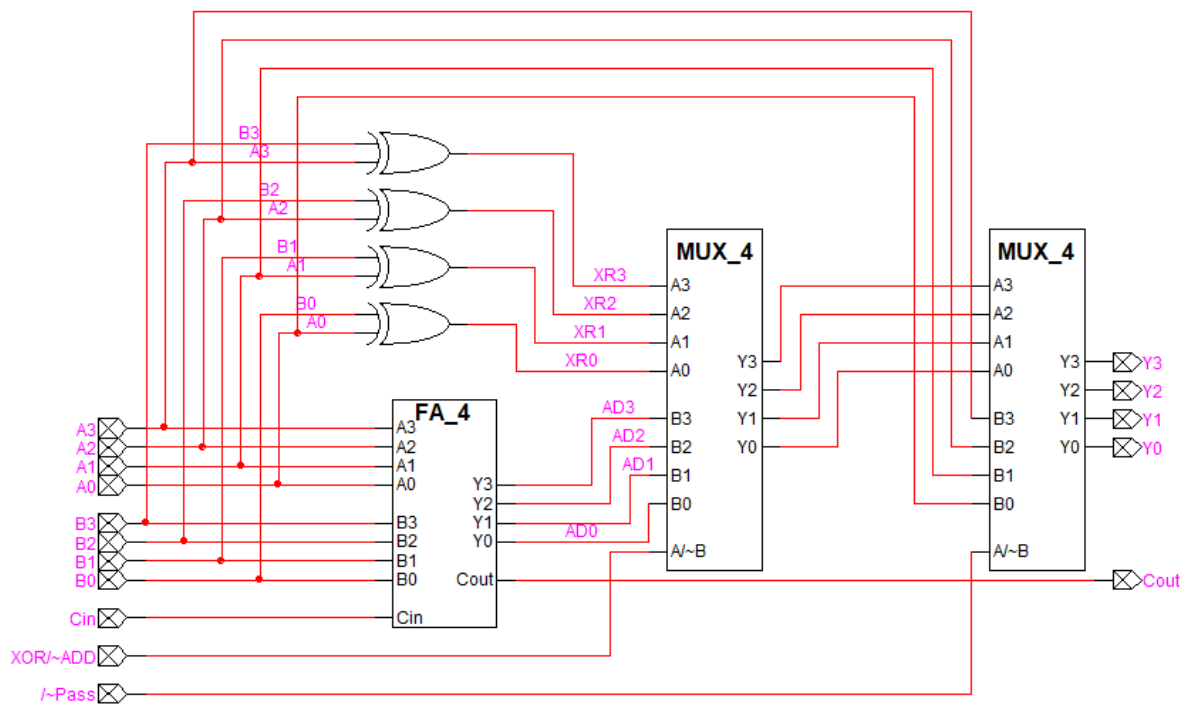 B3
A3
B2
A2
B1
A1
B0
A0
MUX_4
A3
A2
A1
A0
Y3
Y2
Y1
Y0
B3
B2
B1
B0
A/~B
MUX_4
A3
A2
A1
A0
Y3
Y2
Y1
Y0
B3
B2
B1
B0
A/~B
XR3
XR2
XR1
XR0
AD3
AD2
AD1
AD0
FA_4
A3
A2
A1
A0
Y3
Y2
Y1
Y0
B3
B2
B1
B0
Cout
Cin
A3
A2
A1
A0
B3
B2
B1
B0
Cin
XOR/~ADD
/~Pass
Y3
Y2
Y1
Y0
Cout